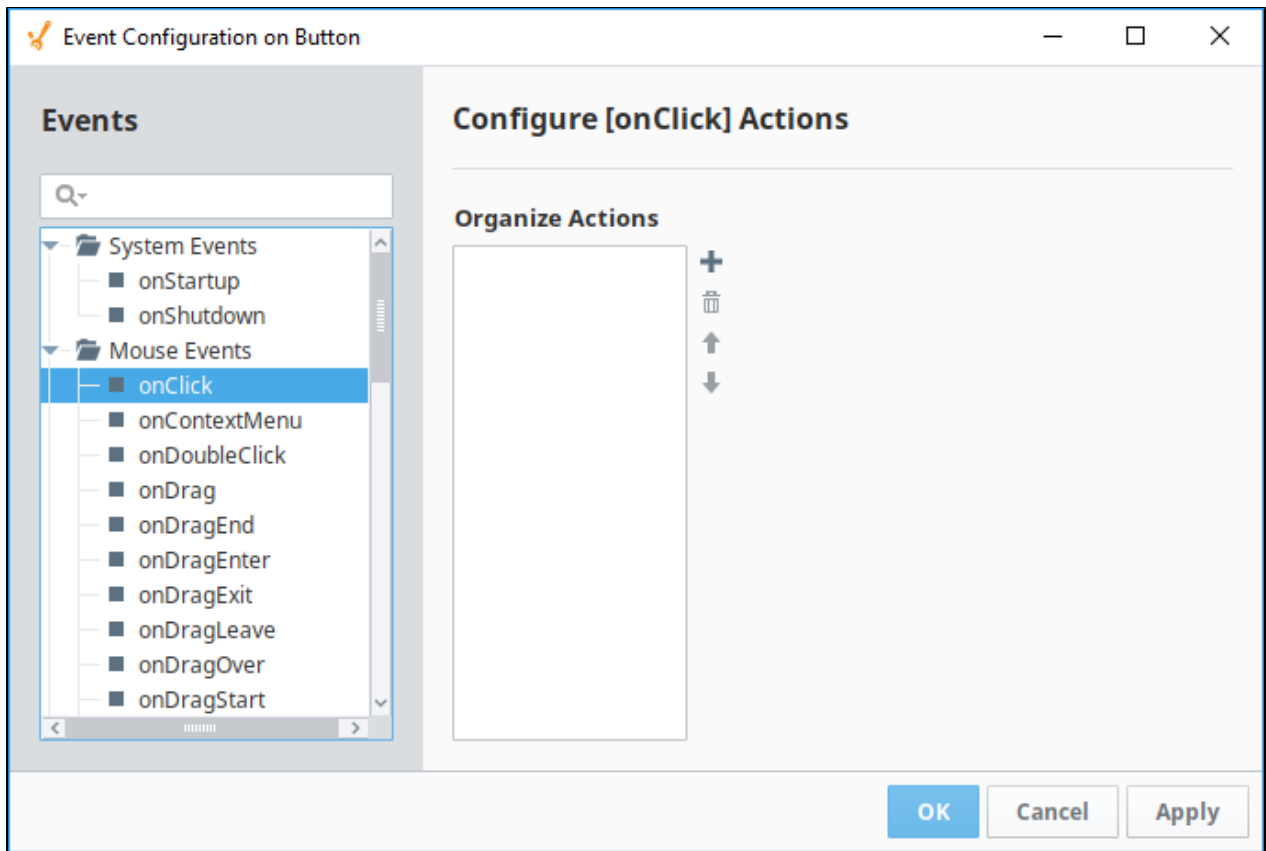 Event Configuration on Button
Events
System Events
onStartup
onShutdown
Mouse Events
onClick
onContextMenu
onDoubleClick
onDrag
onDragEnd
onDragEnter
onDragExit
onDragLeave
onDragOver
onDragStart
Configure [onClick] Actions
Organize Actions
OK
Cancel
Apply